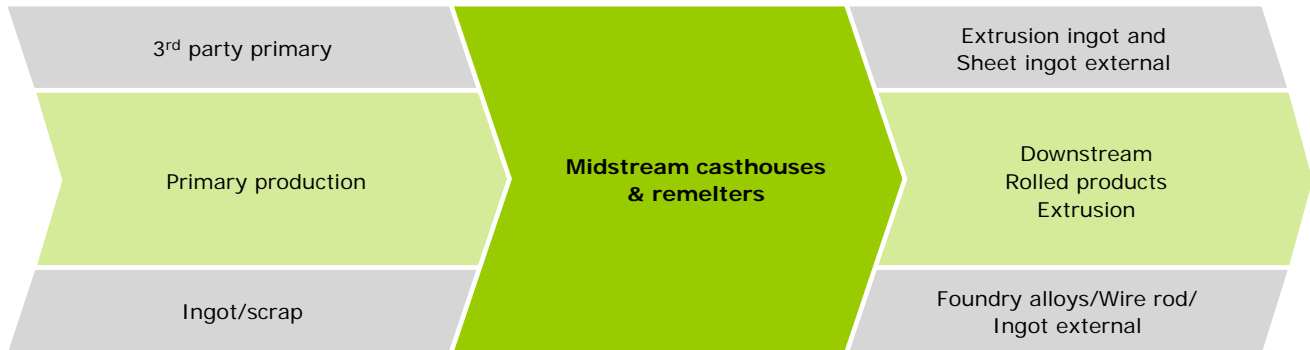 3rd party primary
Primary production
Ingot/scrap
Midstream casthouses
& remelters
Extrusion ingot and
Sheet ingot external
Downstream
Rolled products
Extrusion
Foundry alloys/Wire rod/
Ingot external